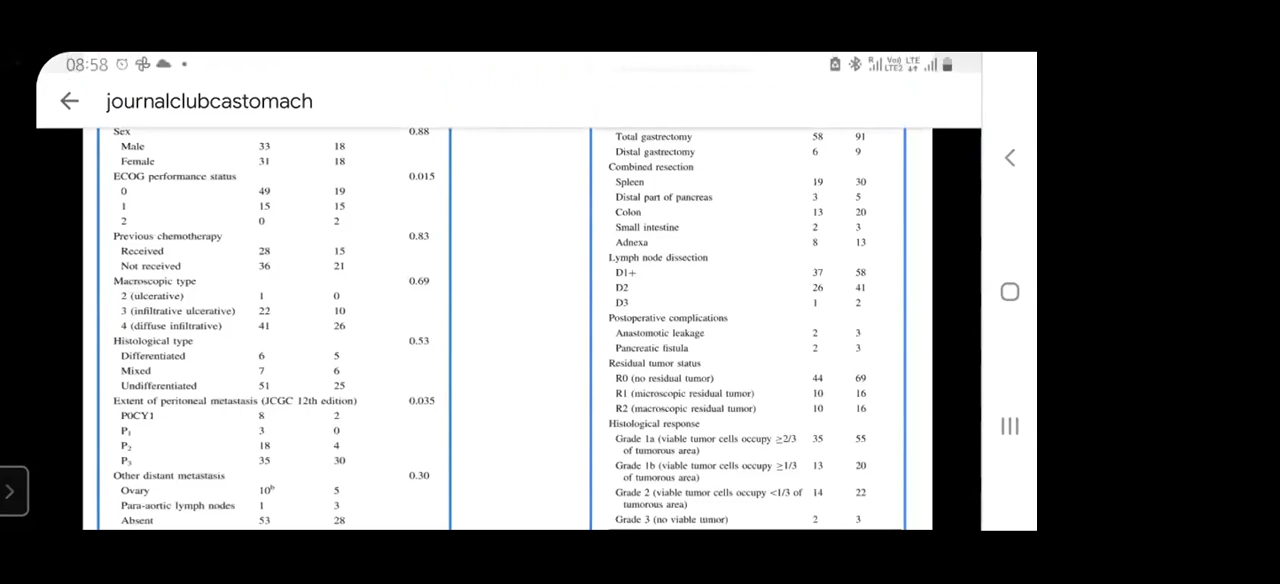 08:58
Vo) LTE
LTE2
journalclubcastomach
Sex 0.88
Male 33 18
Female 31 18
ECOG performance status 0.015
0 49 19
1 15 15
2 0 2
Previous chemotherapy 0.83
Received 28 15
Not received 36 21
Macroscopic type 0.69
2 (ulcerative) 1 0
3 (infiltrative ulcerative) 22 10
4 (diffuse infiltrative) 41 26
Histological type 0.53
Differentiated 6 5
Mixed 7 6
Undifferentiated 51 25
Extent of peritoneal metastasis (JCGC 12th edition) 0.035
P0CY1 8 2
P1 3 0
P2 18 4
P3 35 30
Other distant metastasis 0.30
Ovary 10b 5
Para-aortic lymph nodes 1 3
Absent 53 28
Total gastrectomy 58 91
Distal gastrectomy 6 9
Combined resection
Spleen 19 30
Distal part of pancreas 3 5
Colon 13 20
Small intestine 2 3
Adnexa 8 13
Lymph node dissection
D1+ 37 58
D2 26 41
D3 1 2
Postoperative complications
Anastomotic leakage 2 3
Pancreatic fistula 2 3
Residual tumor status
R0 (no residual tumor) 44 69
R1 (microscopic residual tumor) 10 16
R2 (macroscopic residual tumor) 10 16
Histological response
Grade 1a (viable tumor cells occupy ≥2/3 35 55
of tumorous area)
Grade 1b (viable tumor cells occupy ≥1/3 13 20
of tumorous area)
Grade 2 (viable tumor cells occupy <1/3 of 14 22
tumorous area)
Grade 3 (no viable tumor) 2 3